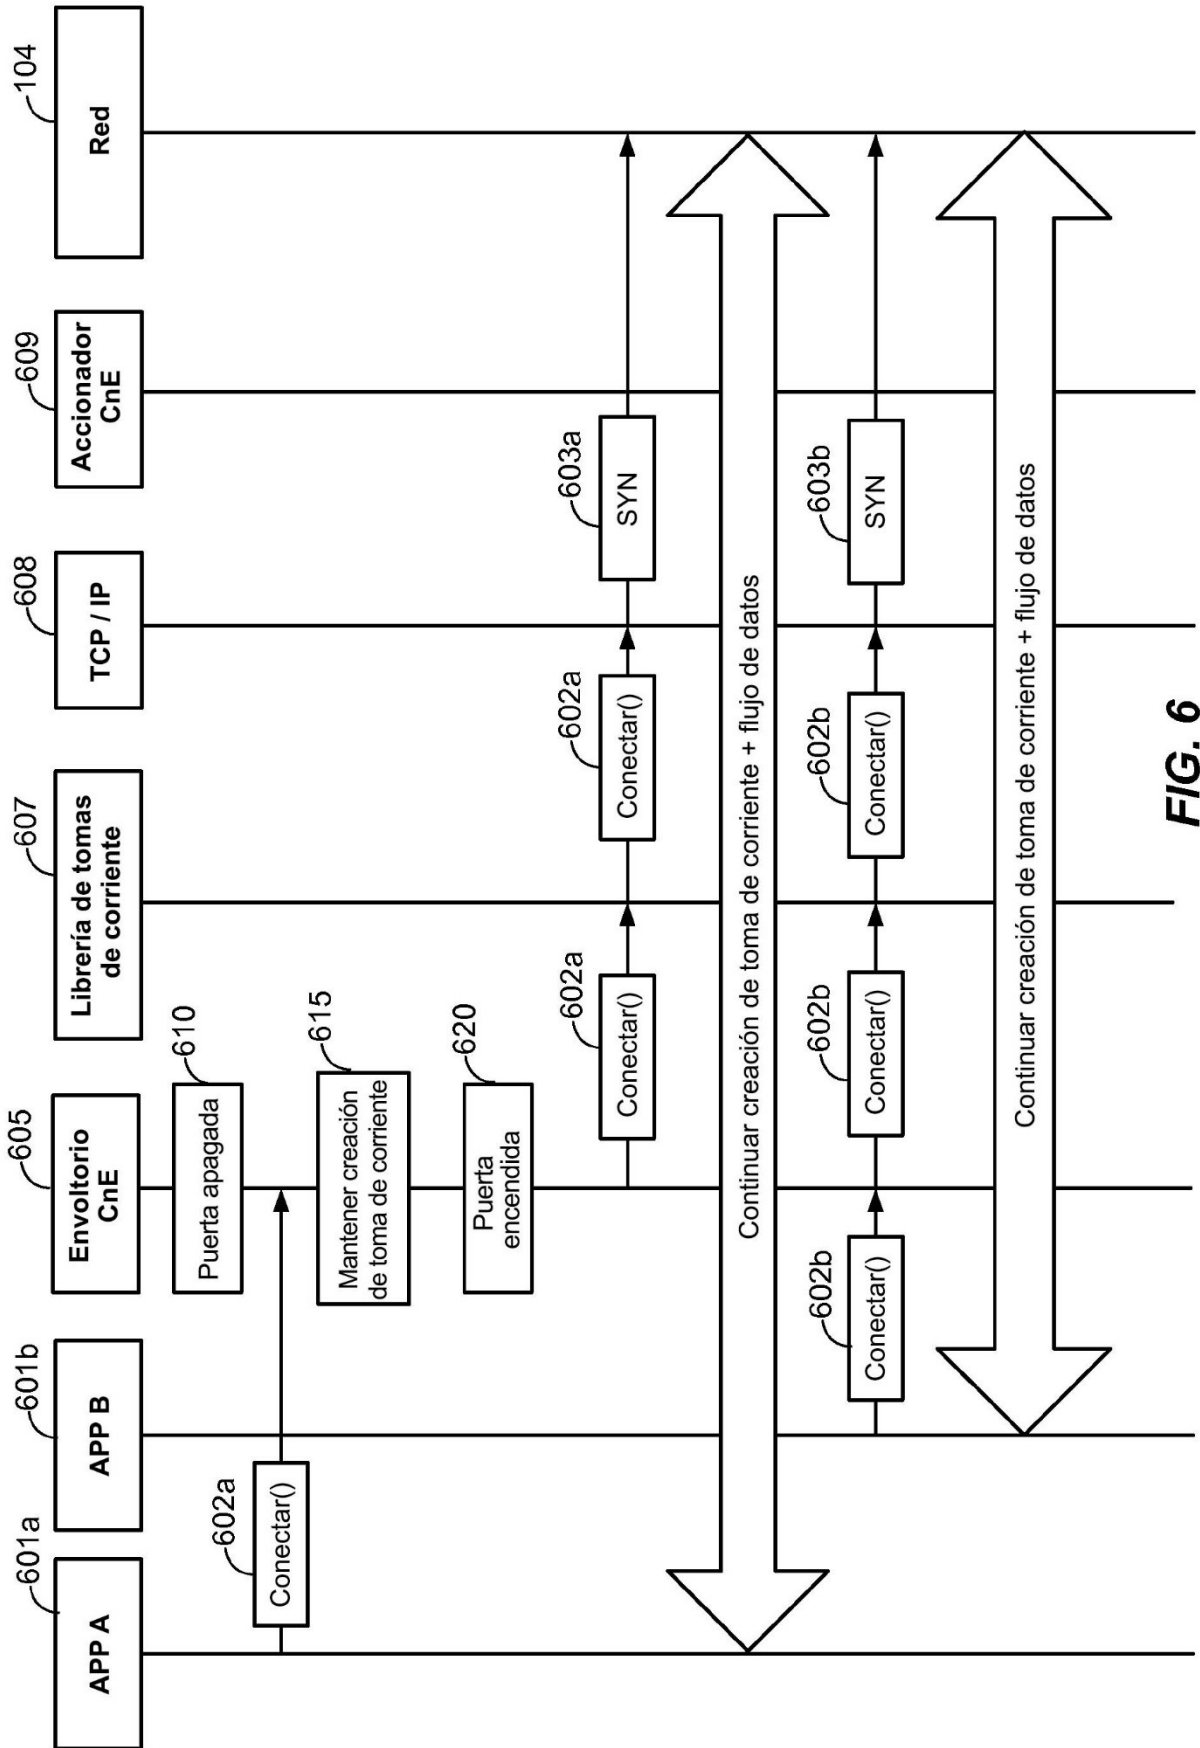 601a
APP A
601b
APP B
605
Envoltorio
CnE
607
Librería de tomas
de corriente
608
TCP / IP
609
Accionador
CnE
104
Red
610
Puerta apagada
602a
Conectar()
615
Mantener creación
de toma de corriente
620
Puerta
encendida
602a
Conectar()
602a
Conectar()
603a
SYN
Continuar creación de toma de corriente + flujo de datos
602b
Conectar()
602b
Conectar()
602b
Conectar()
603b
SYN
Continuar creación de toma de corriente + flujo de datos
FIG. 6